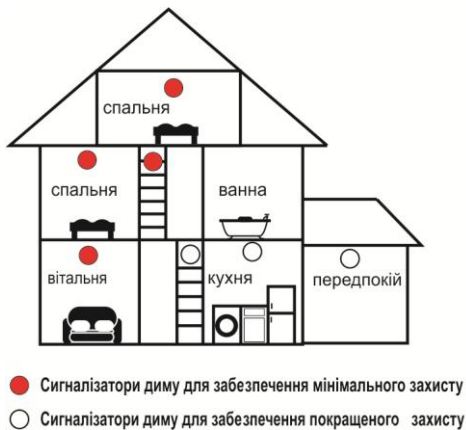 спальня
спальня
ванна
вітальня
кухня
передпокій
Сигналізатори диму для забезпечення мінімального захисту
Сигналізатори диму для забезпечення покращеного захисту